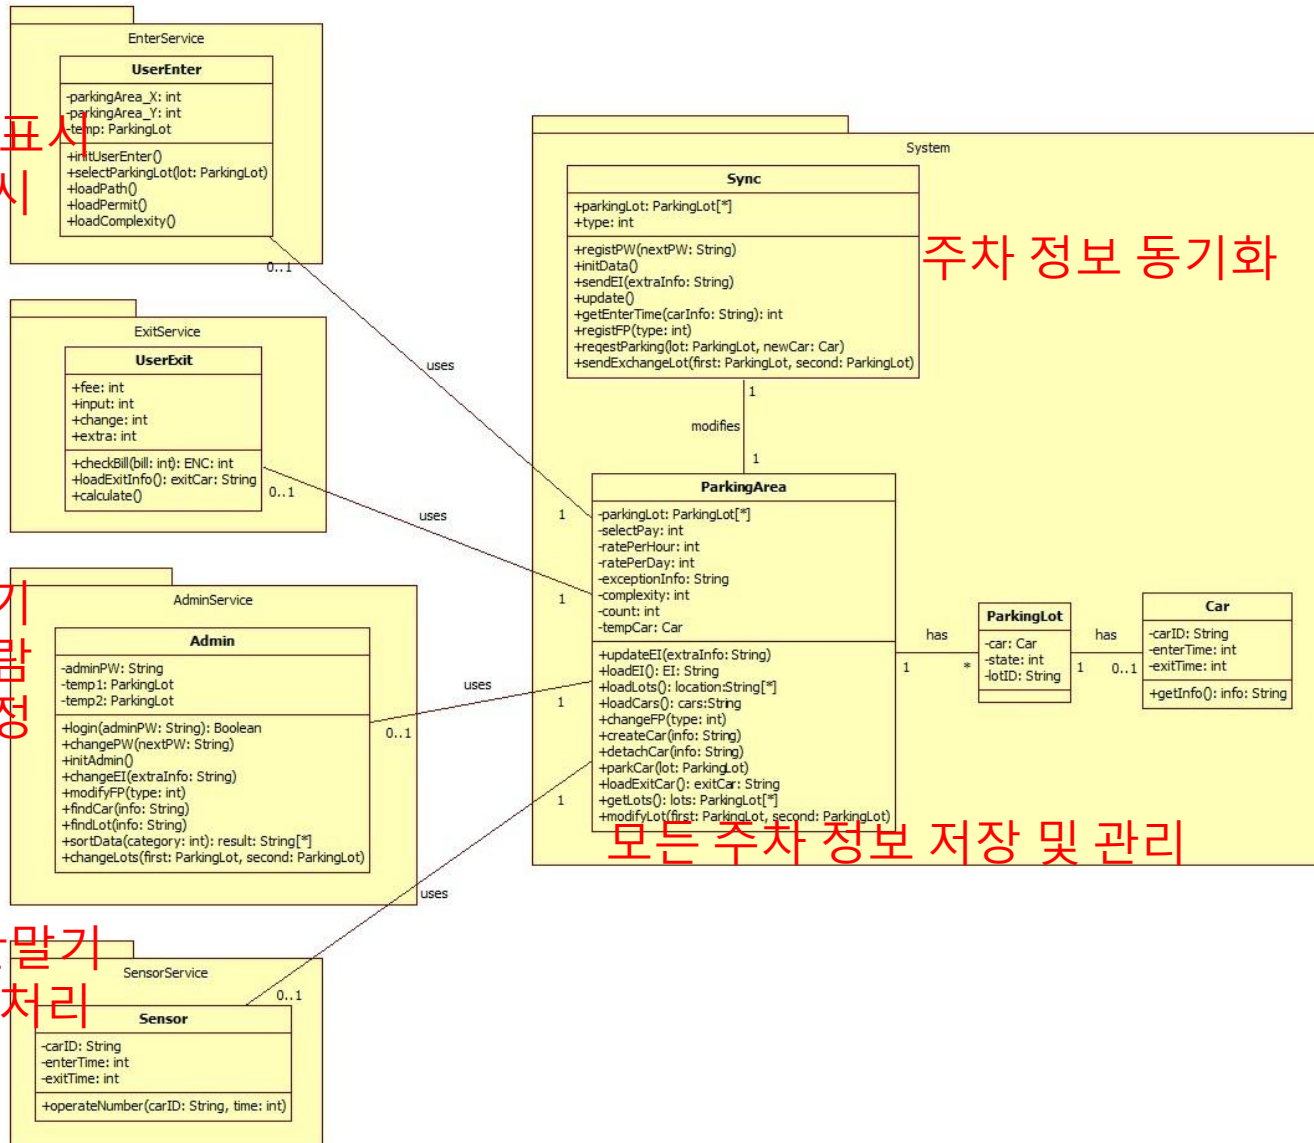 EnterService
UserEnter
-parkingArea_X: int
-parkingArea_Y: int
-temp: ParkingLot
+initUserEnter()
+selectParkingLot(lot: ParkingLot)
+loadPath()
+loadPermit()
+loadComplexity()
표시
시
0..1
uses
ExitService
UserExit
+fee: int
+input: int
+change: int
+extra: int
+checkBill(bill: int): ENC: int
+loadExitInfo(): exitCar: String
+calculate()
0..1
uses
AdminService
Admin
-adminPW: String
-temp1: ParkingLot
-temp2: ParkingLot
+login(adminPW: String): Boolean
+changePW(nextPW: String)
+initAdmin()
+changeEI(extraInfo: String)
+modifyFP(type: int)
+findCar(info: String)
+findLot(info: String)
+sortData(category: int): result: String[*]
+changeLots(first: ParkingLot, second: ParkingLot)
기
람
정
0..1
uses
말기
처리
SensorService
Sensor
-carID: String
-enterTime: int
-exitTime: int
+operateNumber(carID: String, time: int)
0..1
uses
System
Sync
+parkingLot: ParkingLot[*]
+type: int
+registPW(nextPW: String)
+initData()
+sendEI(extraInfo: String)
+update()
+getEnterTime(carInfo: String): int
+registFP(type: int)
+reqestParking(lot: ParkingLot, newCar: Car)
+sendExchangeLot(first: ParkingLot, second: ParkingLot)
주차 정보 동기화
1
modifies
1
ParkingArea
-parkingLot: ParkingLot[*]
-selectPay: int
-ratePerHour: int
-ratePerDay: int
-exceptionInfo: String
-complexity: int
-count: int
-tempCar: Car
+updateEI(extraInfo: String)
+loadEI(): EI: String
+loadLots(): location:String[*]
+loadCars(): cars:String
+changeFP(type: int)
+createCar(info: String)
+detachCar(info: String)
+parkCar(lot: ParkingLot)
+loadExitCar(): exitCar: String
+getLots(): lots: ParkingLot[*]
+modifyLot(first: ParkingLot, second: ParkingLot)
1
1
1
1
모든 주차 정보 저장 및 관리
1
has
*
ParkingLot
-car: Car
-state: int
-lotID: String
1
has
0..1
Car
-carID: String
-enterTime: int
-exitTime: int
+getInfo(): info: String